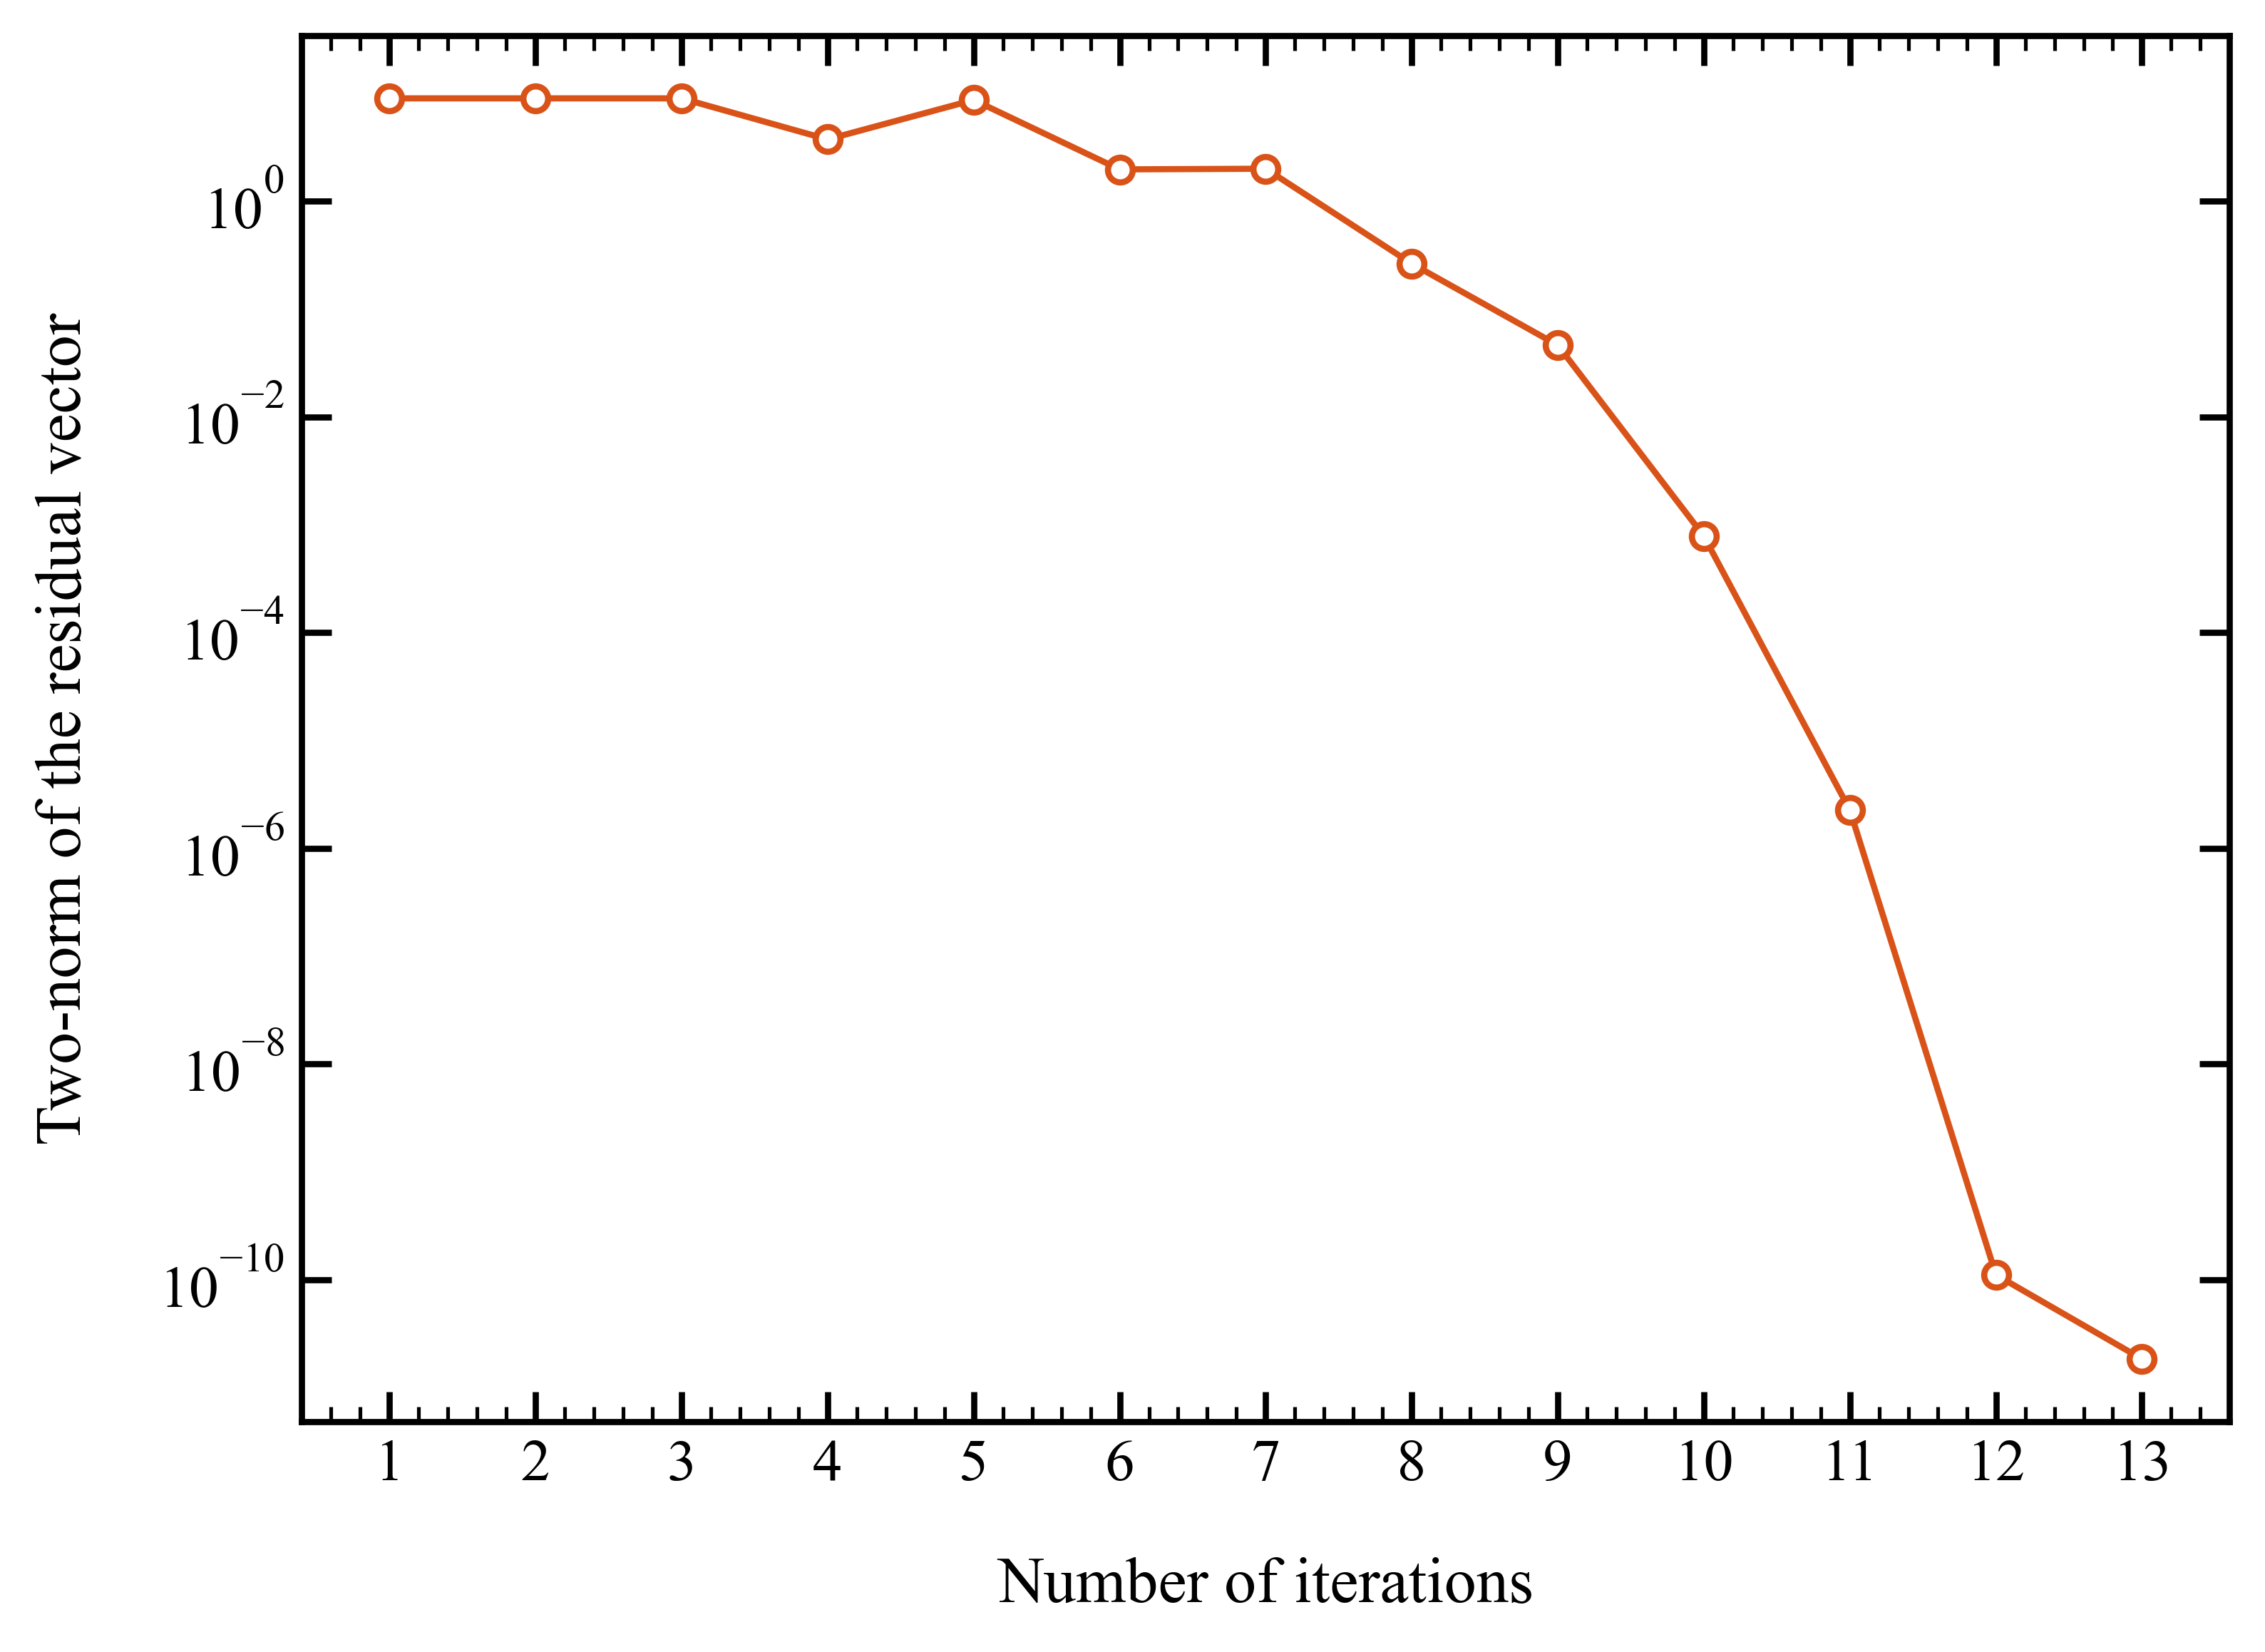 Two-norm of the residual vector
10^0
10^−2
10^−4
10^−6
10^−8
10^−10
1 2 3 4 5 6 7 8 9 10 11 12 13
Number of iterations